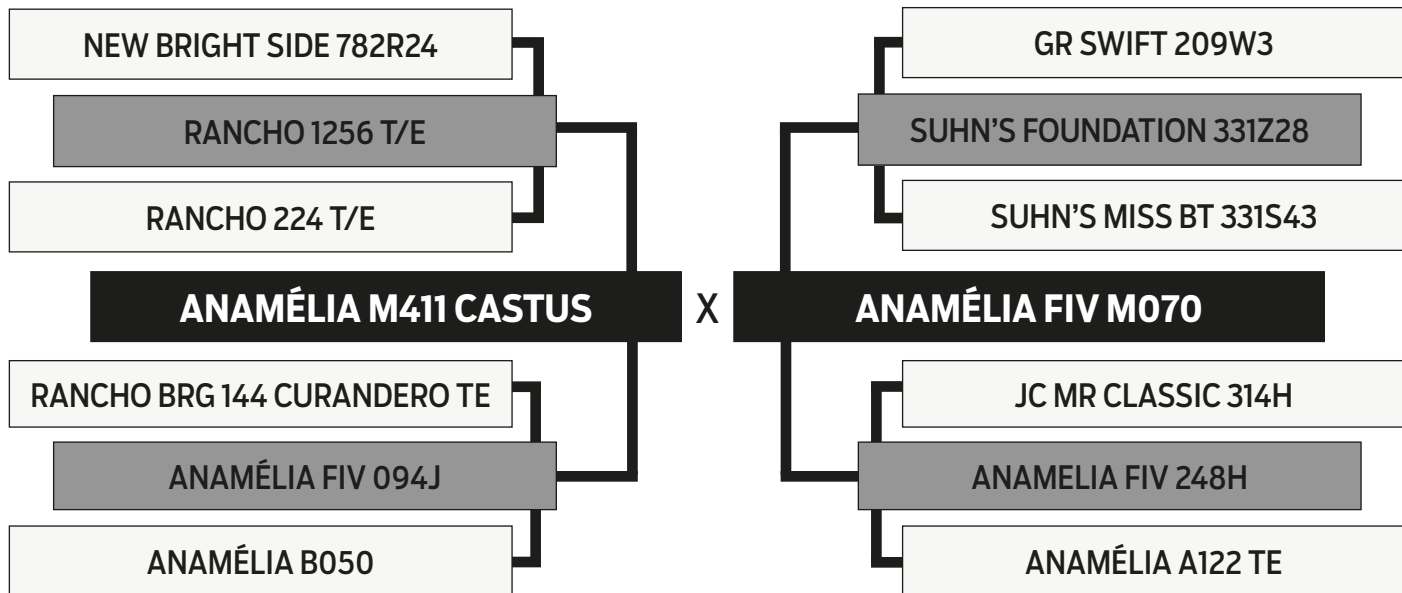 NEW BRIGHT SIDE 782R24
RANCHO 1256 T/E
RANCHO 224 T/E
ANAMÉLIA M411 CASTUS
RANCHO BRG 144 CURANDERO TE
ANAMÉLIA FIV 094J
ANAMÉLIA B050
X
GR SWIFT 209W3
SUHN'S FOUNDATION 331Z28
SUHN'S MISS BT 331S43
ANAMÉLIA FIV M070
JC MR CLASSIC 314H
ANAMELIA FIV 248H
ANAMÉLIA A122 TE